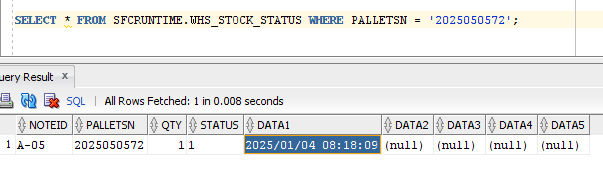 SELECT * FROM SFCRUNTIME.WHS_STOCK_STATUS WHERE PALLETSN = '2025050572';
uery Result x
SQL | All Rows Fetched: 1 in 0.008 seconds
NOTEID PALLETSN QTY STATUS DATA1 DATA2 DATA3 DATA4 DATA5
1 A-05 2025050572 1 1 2025/01/04 08:18:09 (null) (null) (null) (null)